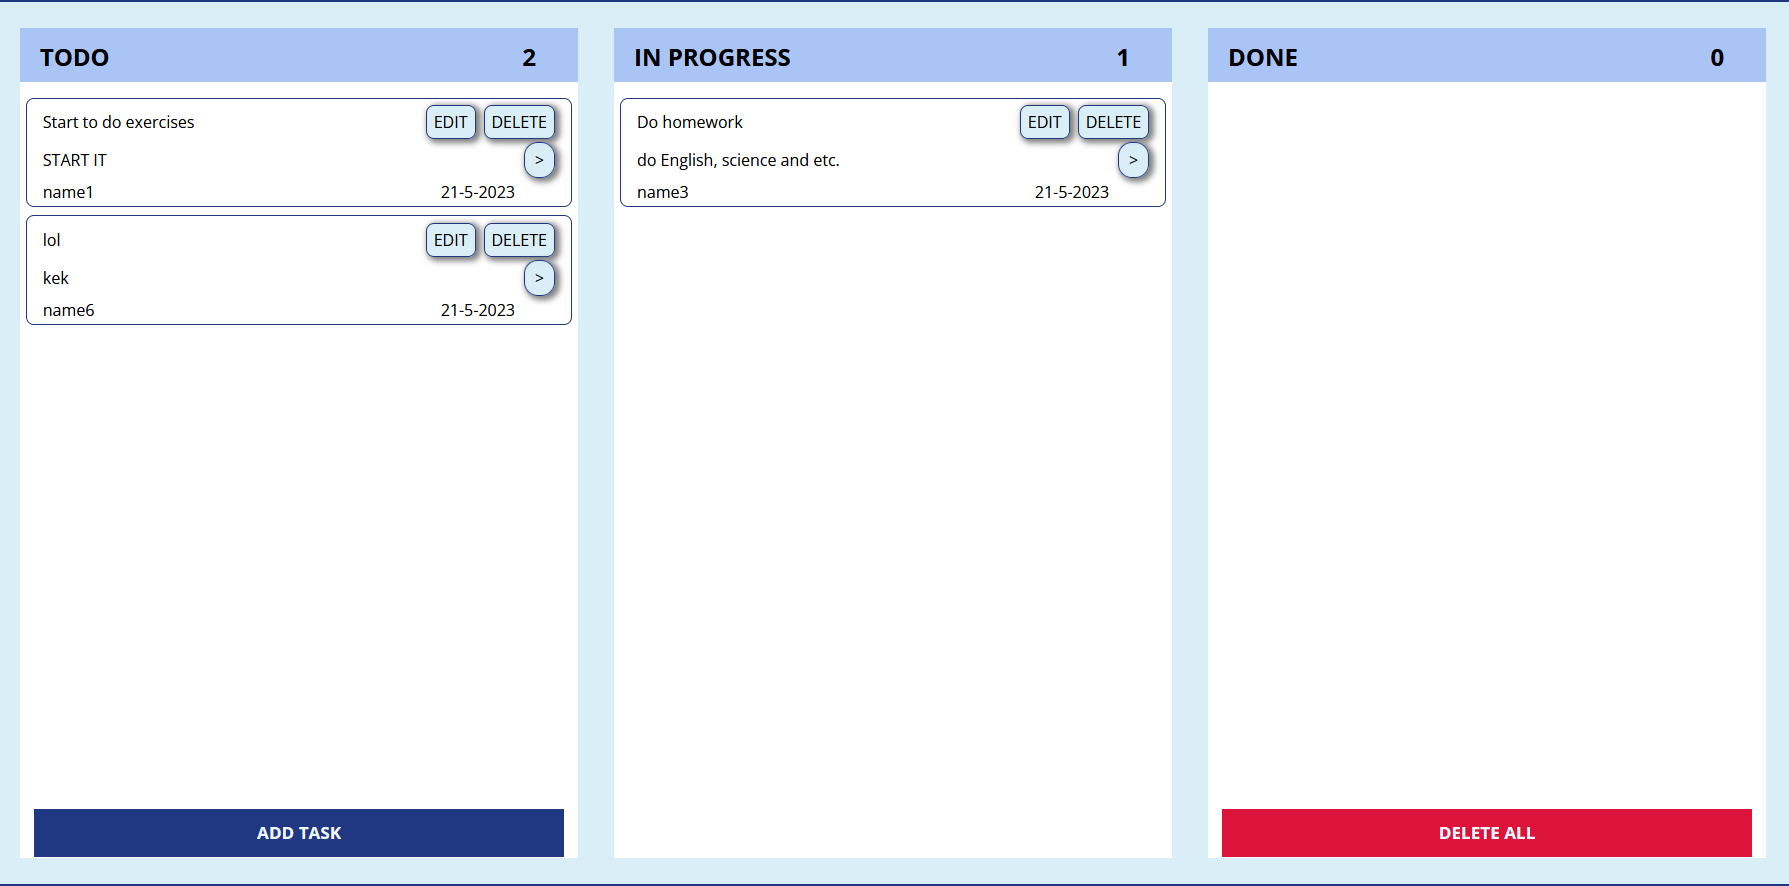 TODO 2
Start to do exercises EDIT DELETE
START IT >
name1 21-5-2023
lol EDIT DELETE
kek >
name6 21-5-2023
ADD TASK
IN PROGRESS 1
Do homework EDIT DELETE
do English, science and etc. >
name3 21-5-2023
DONE 0
DELETE ALL